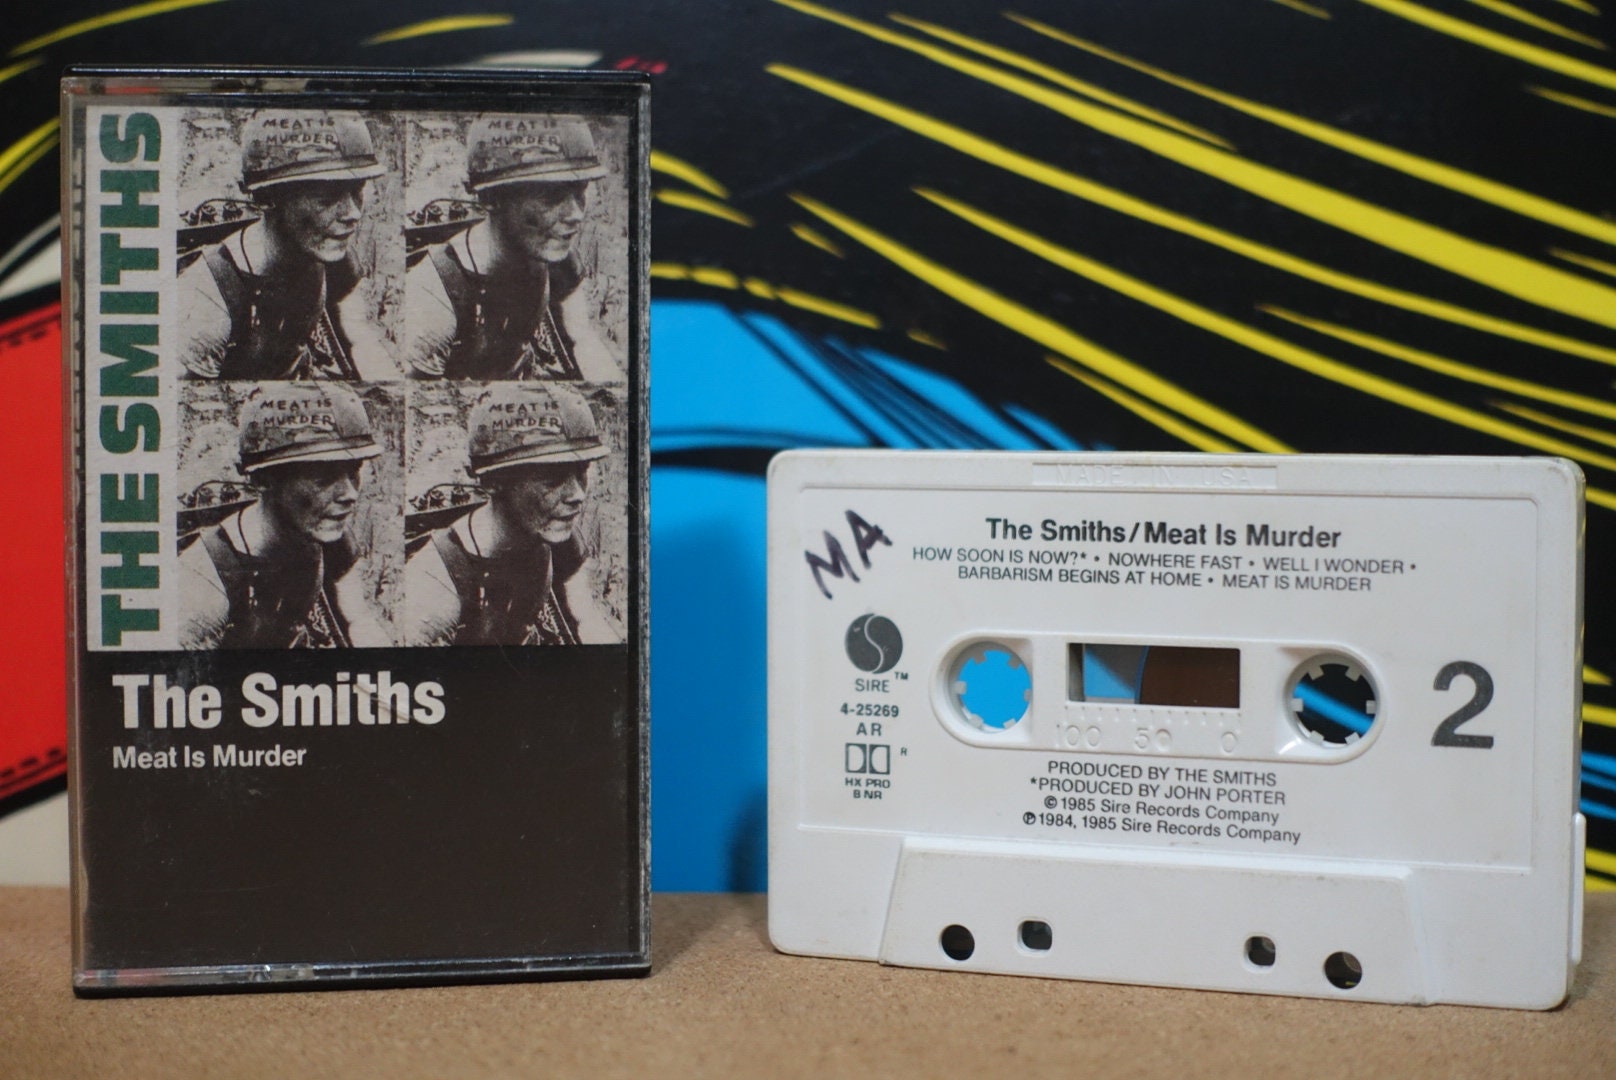 THE SMITHS
MEAT IS
MURDER
MEAT IS
MURDER
MEAT IS
MURDER
MEAT IS
MURDER
The Smiths
Meat Is Murder
MADE IN USA
MA
The Smiths/Meat Is Murder
HOW SOON IS NOW?* • NOWHERE FAST • WELL I WONDER •
BARBARISM BEGINS AT HOME • MEAT IS MURDER
S
SIRE™
4-25269
AR
R
HX PRO
B NR
100 50 0
2
PRODUCED BY THE SMITHS
*PRODUCED BY JOHN PORTER
©1985 Sire Records Company
℗1984, 1985 Sire Records Company